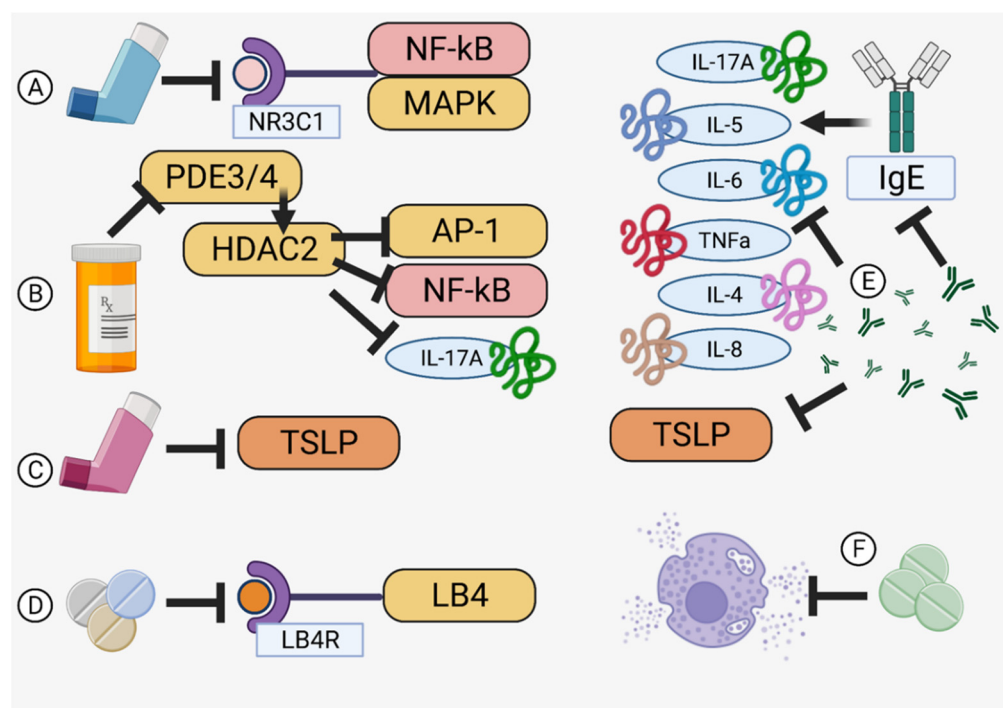 A
NF-kB
MAPK
NR3C1
PDE3/4
HDAC2
AP-1
NF-kB
IL-17A
B
Rx
C
TSLP
D
LB4
LB4R
IL-17A
IL-5
IL-6
TNFa
IL-4
IL-8
IgE
E
TSLP
F